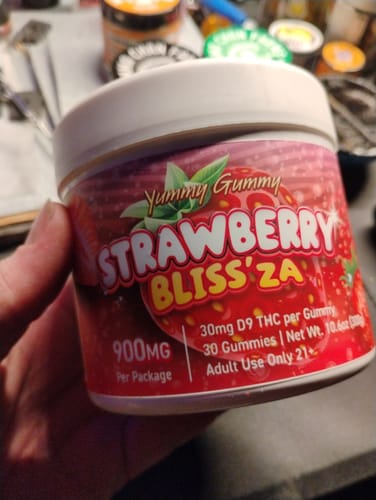 Yummy Gummy
STRAWBERRY
BLISS'ZA
900MG
Per Package
30mg D9 THC per Gummy
30 Gummies | Net Wt. 10.6oz (300g)
Adult Use Only 21+